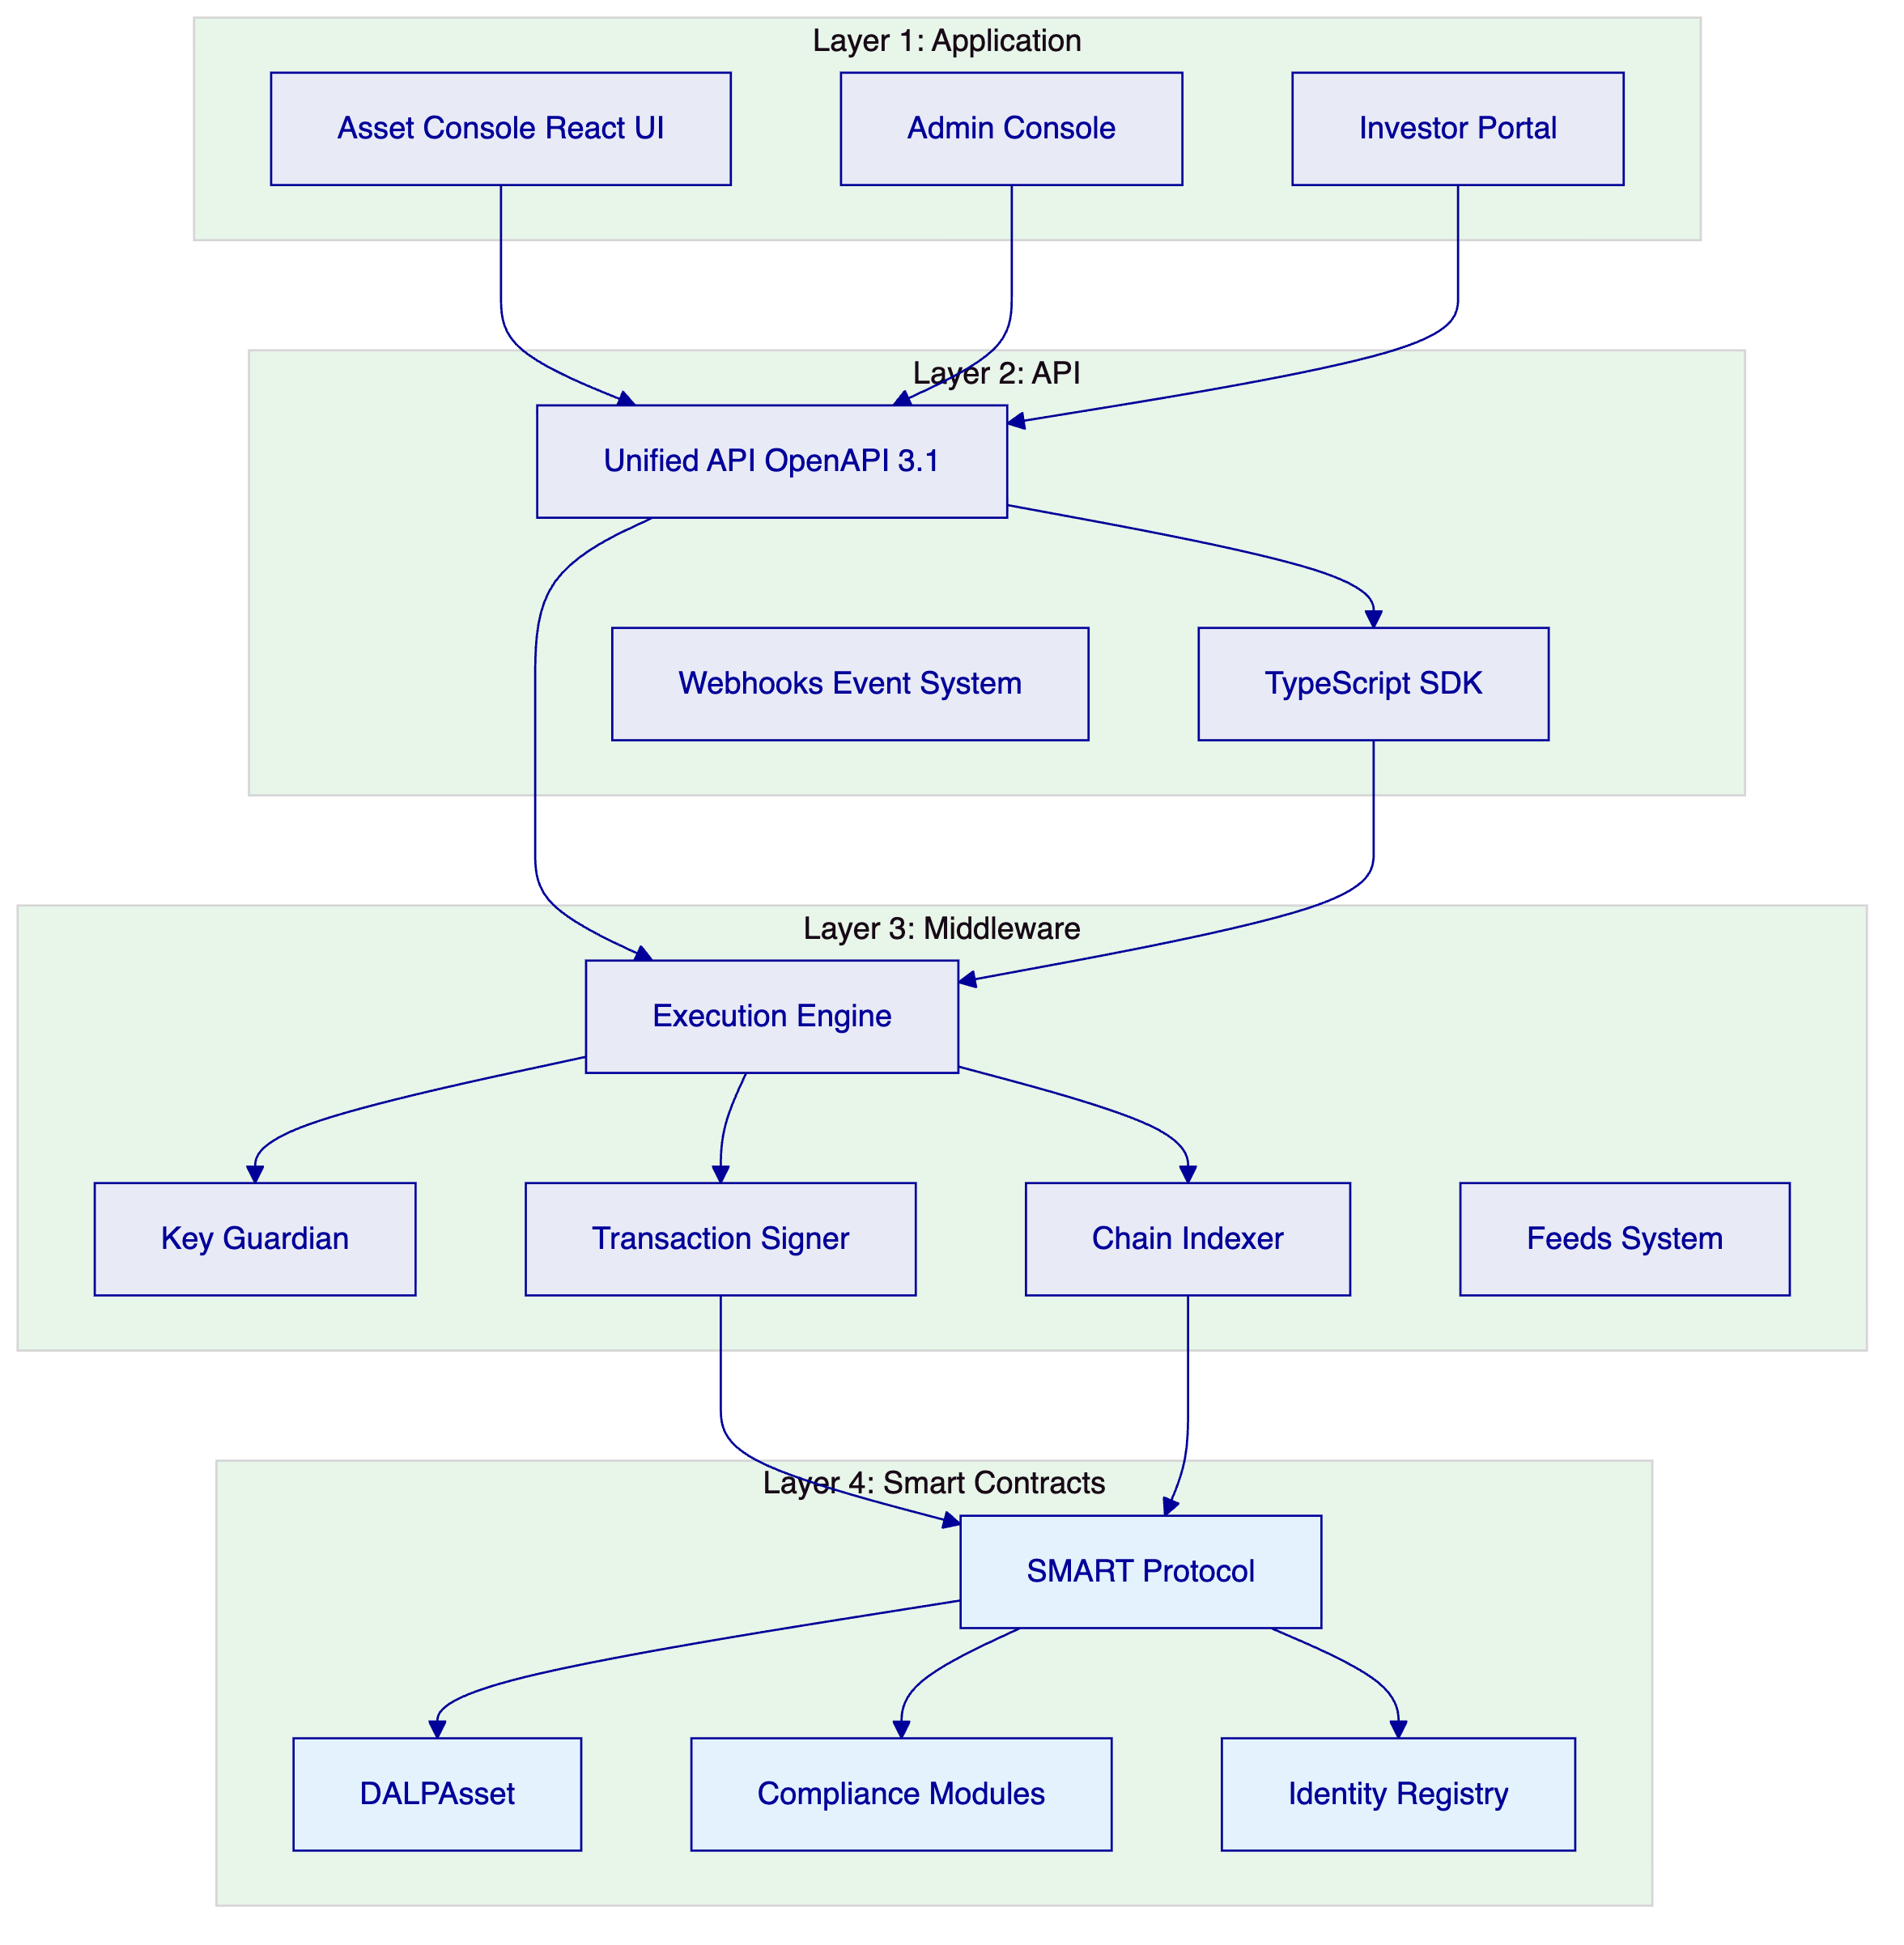 Layer 1: Application
Asset Console React UI
Admin Console
Investor Portal
Layer 2: API
Unified API OpenAPI 3.1
Webhooks Event System
TypeScript SDK
Layer 3: Middleware
Execution Engine
Key Guardian
Transaction Signer
Chain Indexer
Feeds System
Layer 4: Smart Contracts
SMART Protocol
DALPAsset
Compliance Modules
Identity Registry